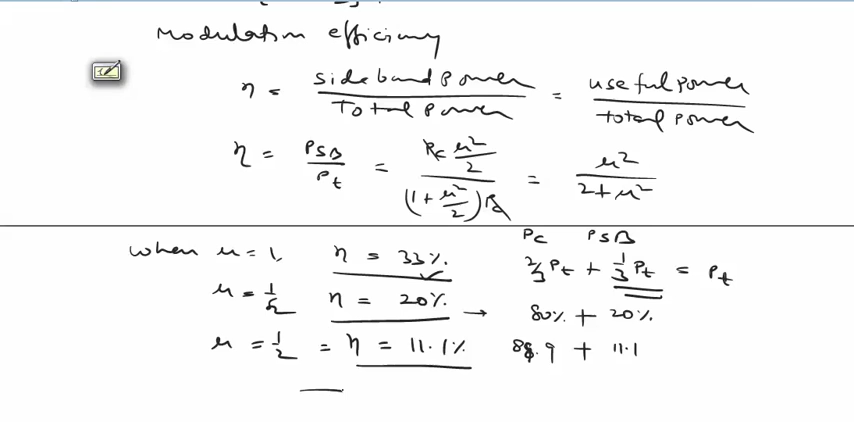 modulation efficiency
η = side band power / Total power = useful power / total power
η = PSB / Pt = Pc μ²/2 / (1 + μ²/2) Pc = μ² / 2 + μ²
Pc PSB
when μ = 1, η = 33%. 2/3 Pt + 1/3 Pt = Pt
μ = 1/√2 η = 20% → 80% + 20%.
μ = 1/2 = η = 11.1% 88.9 + 11.1